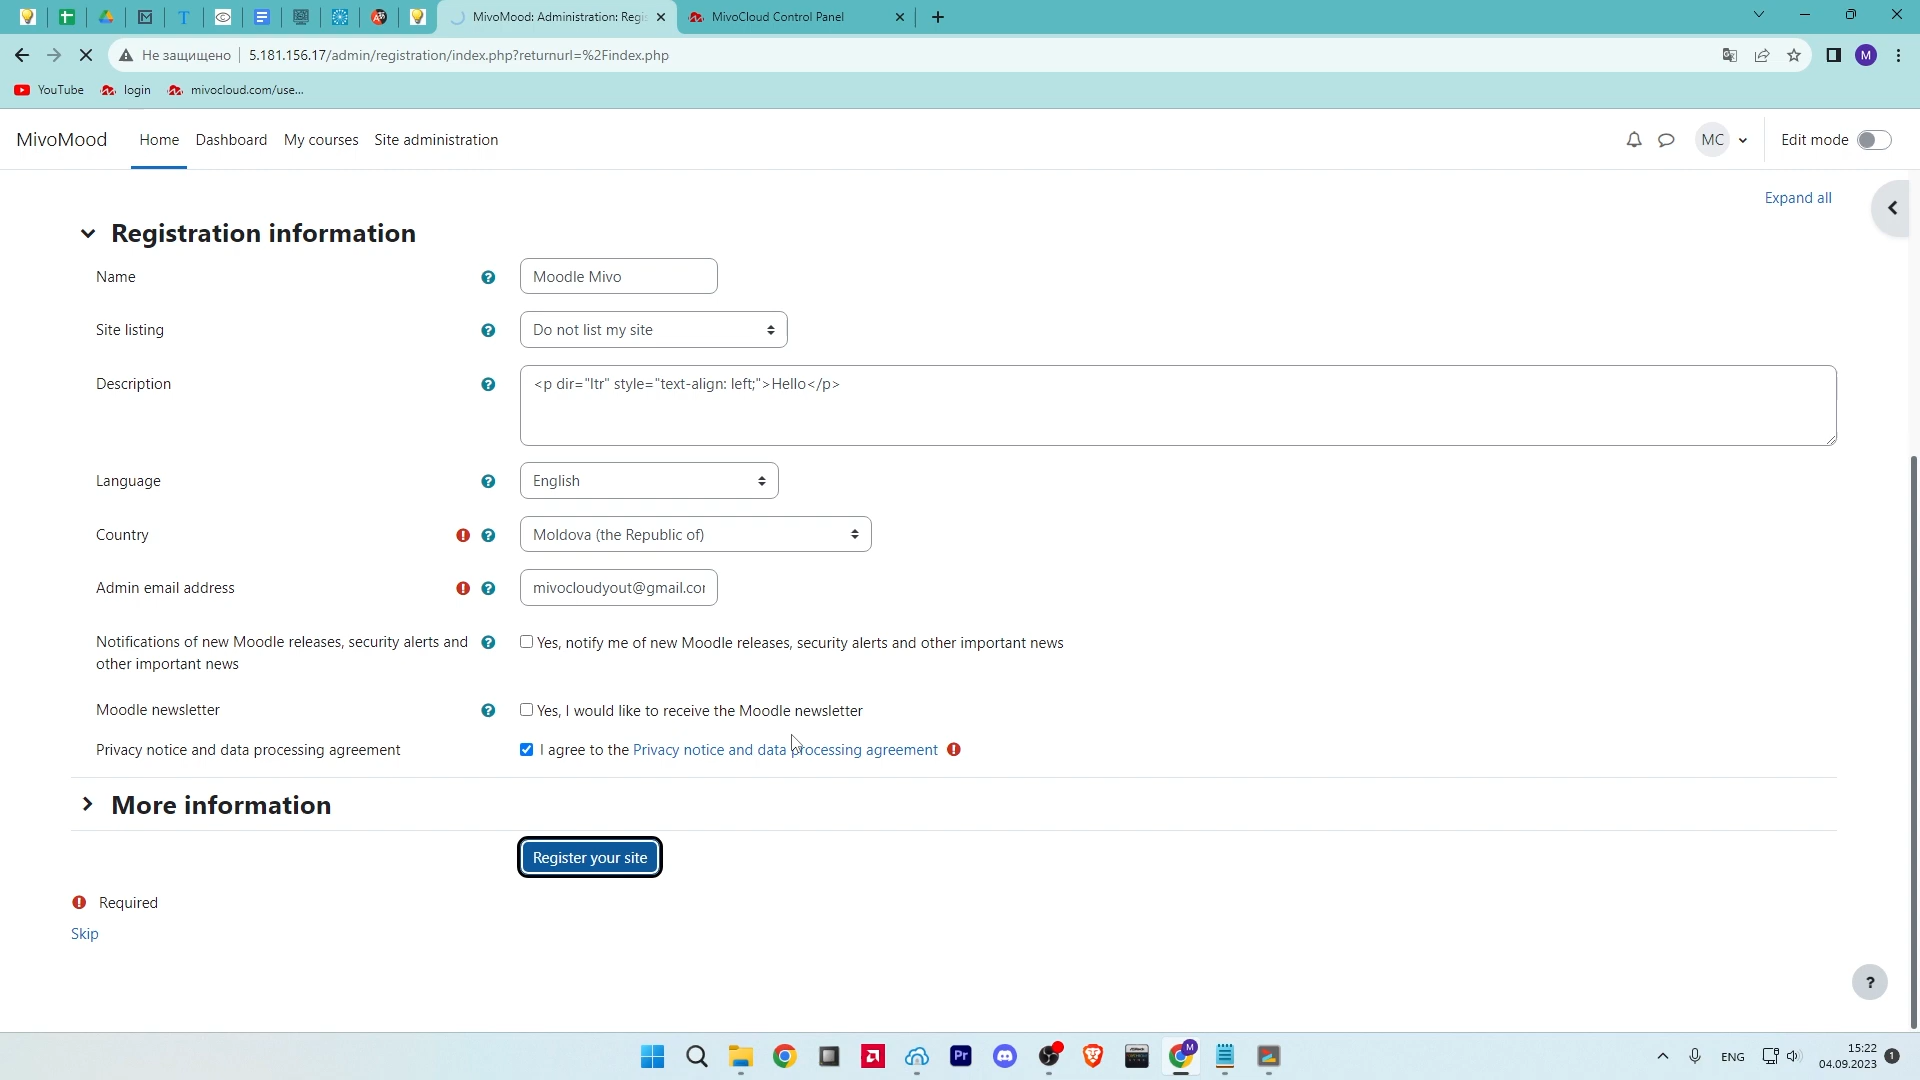 MivoMood: Administration: Regis
MivoCloud Control Panel
Не защищено
5.181.156.17/admin/registration/index.php?returnurl=%2Findex.php
M
YouTube
login
mivocloud.com/use...
MivoMood
Home
Dashboard
My courses
Site administration
MC
Edit mode
Expand all
Registration information
Name
Moodle Mivo
Site listing
Do not list my site
Description
<p dir="ltr" style="text-align: left;">Hello</p>
Language
English
Country
Moldova (the Republic of)
Admin email address
mivocloudyout@gmail.com
Notifications of new Moodle releases, security alerts and
other important news
Yes, notify me of new Moodle releases, security alerts and other important news
Moodle newsletter
Yes, I would like to receive the Moodle newsletter
Privacy notice and data processing agreement
I agree to the Privacy notice and data processing agreement
More information
Register your site
Required
Skip
?
Pr
M
ENG
15:22
04.09.2023
1